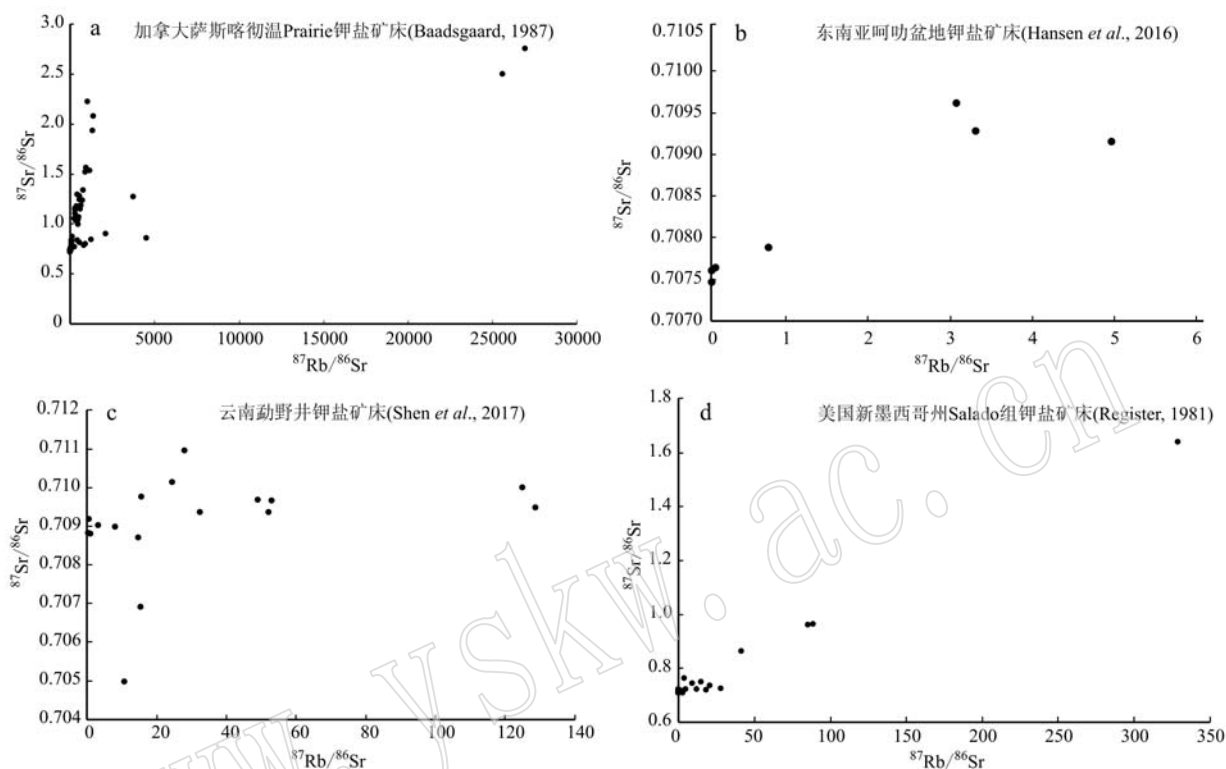 a 加拿大萨斯喀彻温Prairie钾盐矿床(Baadsgaard, 1987)
3.0
2.5
2.0
1.5
1.0
0.5
0
⁸⁷Sr/⁸⁶Sr
5000 10000 15000 20000 25000 30000
⁸⁷Rb/⁸⁶Sr
b 东南亚呵叻盆地钾盐矿床(Hansen et al., 2016)
0.7105
0.7100
0.7095
0.7090
0.7085
0.7080
0.7075
0.7070
⁸⁷Sr/⁸⁶Sr
0 1 2 3 4 5 6
⁸⁷Rb/⁸⁶Sr
c 云南勐野井钾盐矿床(Shen et al., 2017)
0.712
0.711
0.710
0.709
0.708
0.707
0.706
0.705
0.704
⁸⁷Sr/⁸⁶Sr
0 20 40 60 80 100 120 140
⁸⁷Rb/⁸⁶Sr
d 美国新墨西哥州Salado组钾盐矿床(Register, 1981)
1.8
1.6
1.4
1.2
1.0
0.8
0.6
⁸⁷Sr/⁸⁶Sr
0 50 100 150 200 250 300 350
⁸⁷Rb/⁸⁶Sr
www.yskw.ac.cn